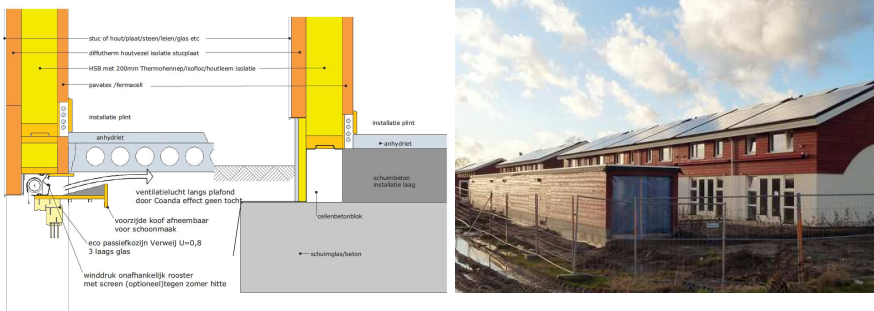 stuc of hout/plaat/steen/leien/glas etc
diffutherm houtvezel isolatie stucplaat
HSB met 200mm Thermohennep/isofloc/houtleem isolatie
pavatex /fermacell
installatie plint
anhydriet
ventilatielucht langs plafond
door Coanda effect geen tocht
voorzijde koof afneembaar
voor schoonmaak
eco passiefkozijn Verweij U=0,8
3 laags glas
winddruk onafhankelijk rooster
met screen (optioneel)tegen zomer hitte
installatie plint
anhydriet
schuimbeton
installatie laag
cellenbetonblok
schuimglas/beton